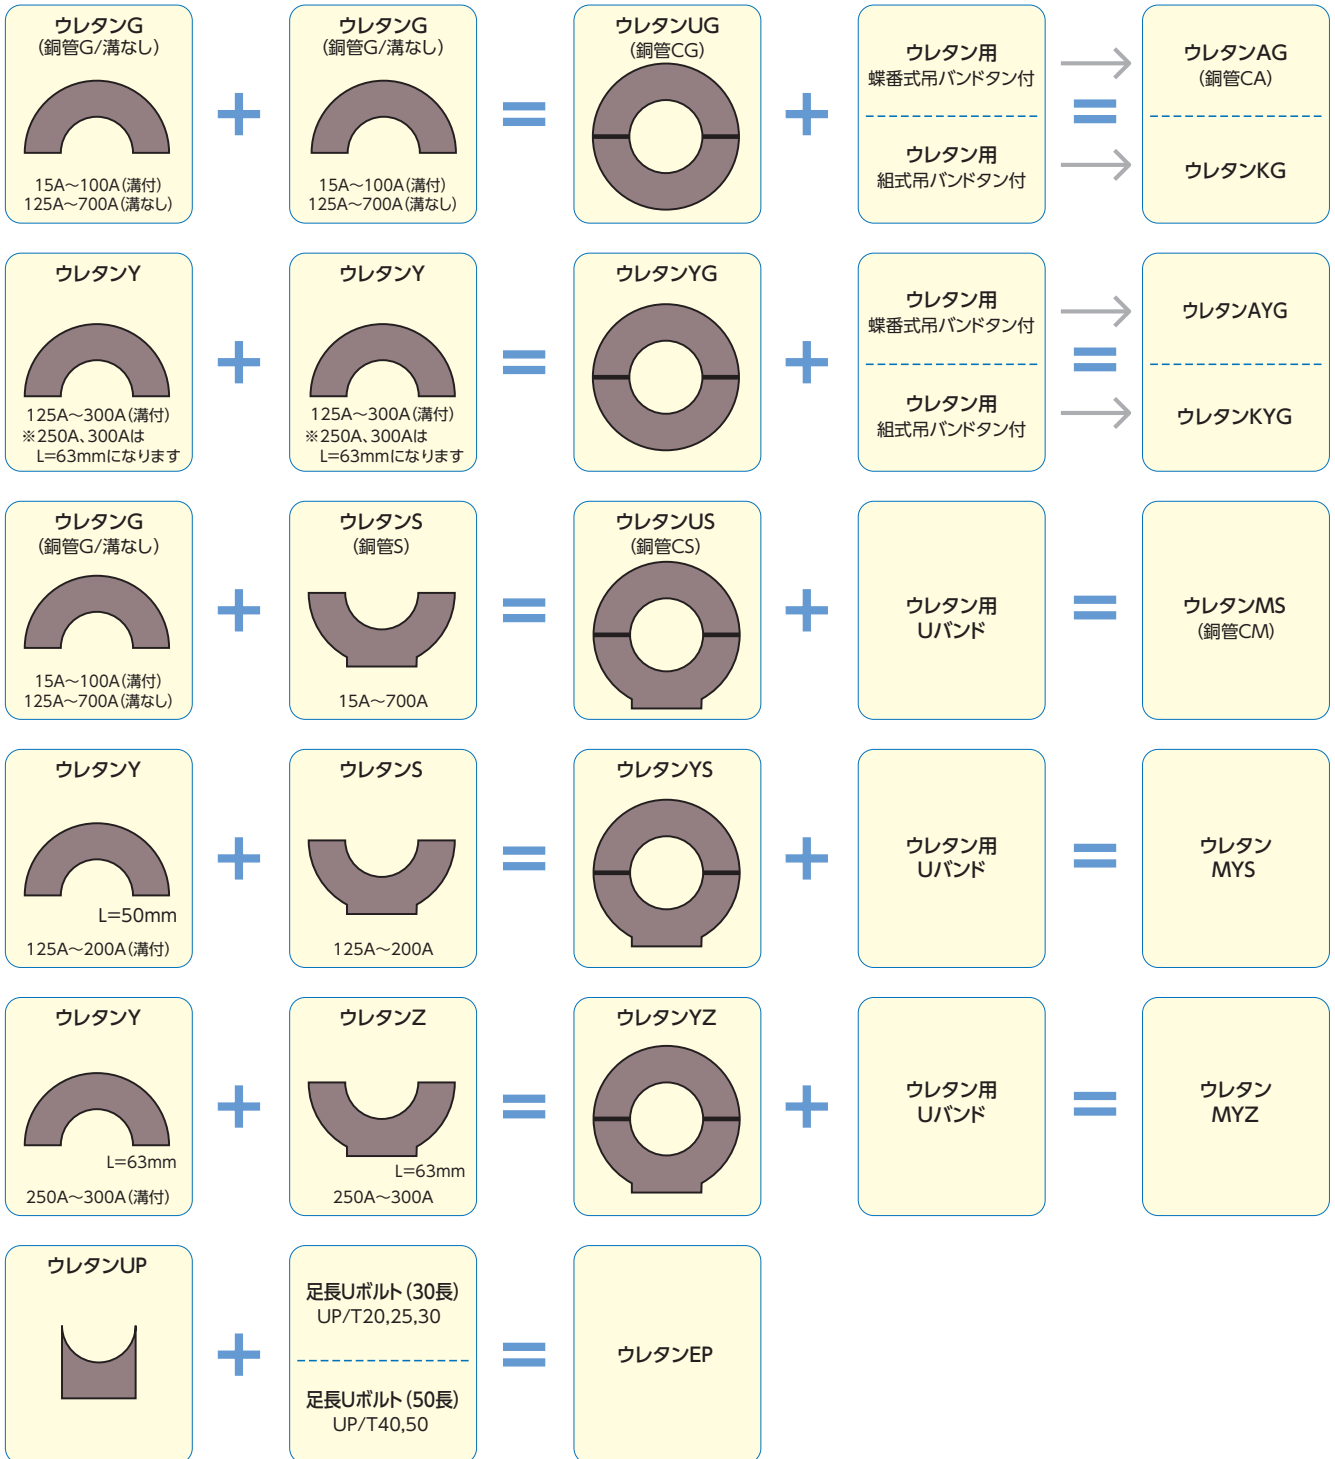 ウレタンG
(銅管G/溝なし)
15A～100A(溝付)
125A～700A(溝なし)
+
ウレタンG
(銅管G/溝なし)
15A～100A(溝付)
125A～700A(溝なし)
=
ウレタンUG
(銅管CG)
+
ウレタン用
蝶番式吊バンドタン付
→
ウレタン用
組式吊バンドタン付
→
=
ウレタンAG
(銅管CA)
ウレタンKG
ウレタンY
125A～300A(溝付)
※250A、300Aは
L=63mmになります
+
ウレタンY
125A～300A(溝付)
※250A、300Aは
L=63mmになります
=
ウレタンYG
+
ウレタン用
蝶番式吊バンドタン付
→
ウレタン用
組式吊バンドタン付
→
=
ウレタンAYG
ウレタンKYG
ウレタンG
(銅管G/溝なし)
15A～100A(溝付)
125A～700A(溝なし)
+
ウレタンS
(銅管S)
15A～700A
=
ウレタンUS
(銅管CS)
+
ウレタン用
Uバンド
=
ウレタンMS
(銅管CM)
ウレタンY
L=50mm
125A～200A(溝付)
+
ウレタンS
125A～200A
=
ウレタンYS
+
ウレタン用
Uバンド
=
ウレタン
MYS
ウレタンY
L=63mm
250A～300A(溝付)
+
ウレタンZ
L=63mm
250A～300A
=
ウレタンYZ
+
ウレタン用
Uバンド
=
ウレタン
MYZ
ウレタンUP
+
足長Uボルト(30長)
UP/T20,25,30
足長Uボルト(50長)
UP/T40,50
=
ウレタンEP